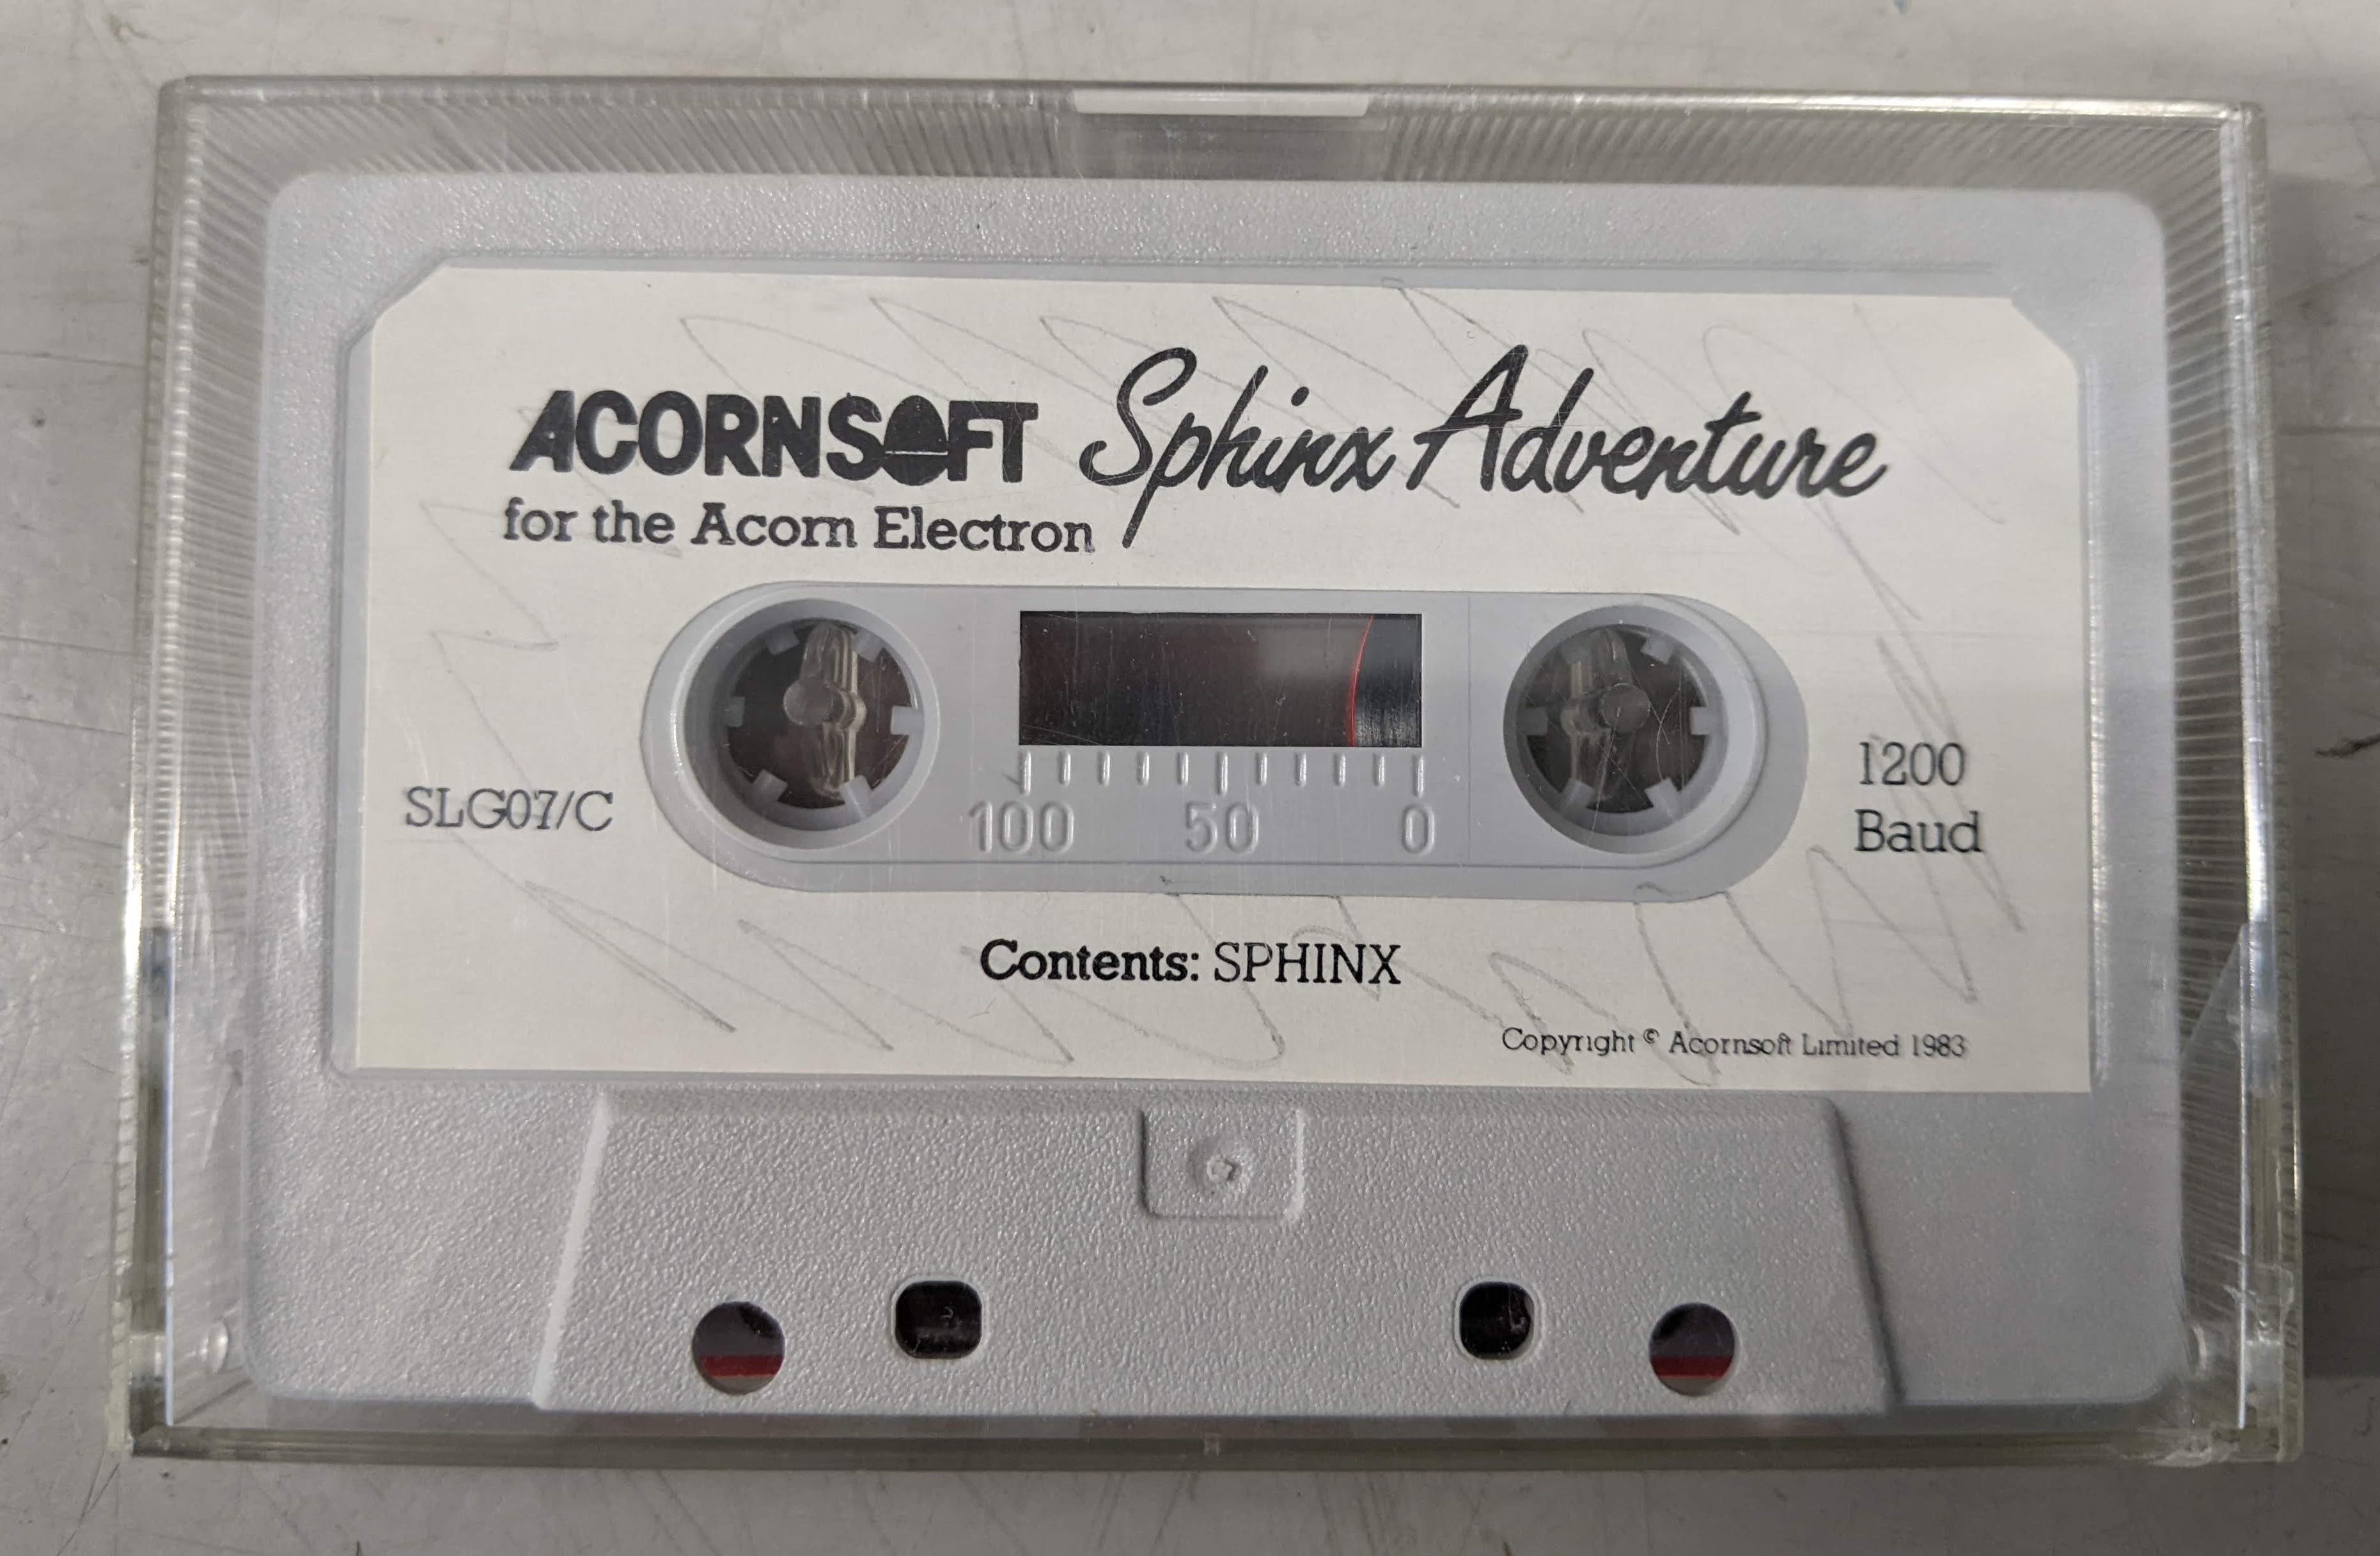 ACORNSOFT Sphinx Adventure
for the Acorn Electron
SLG07/C
100 50 0
1200
Baud
Contents: SPHINX
Copyright © Acornsoft Limited 1983